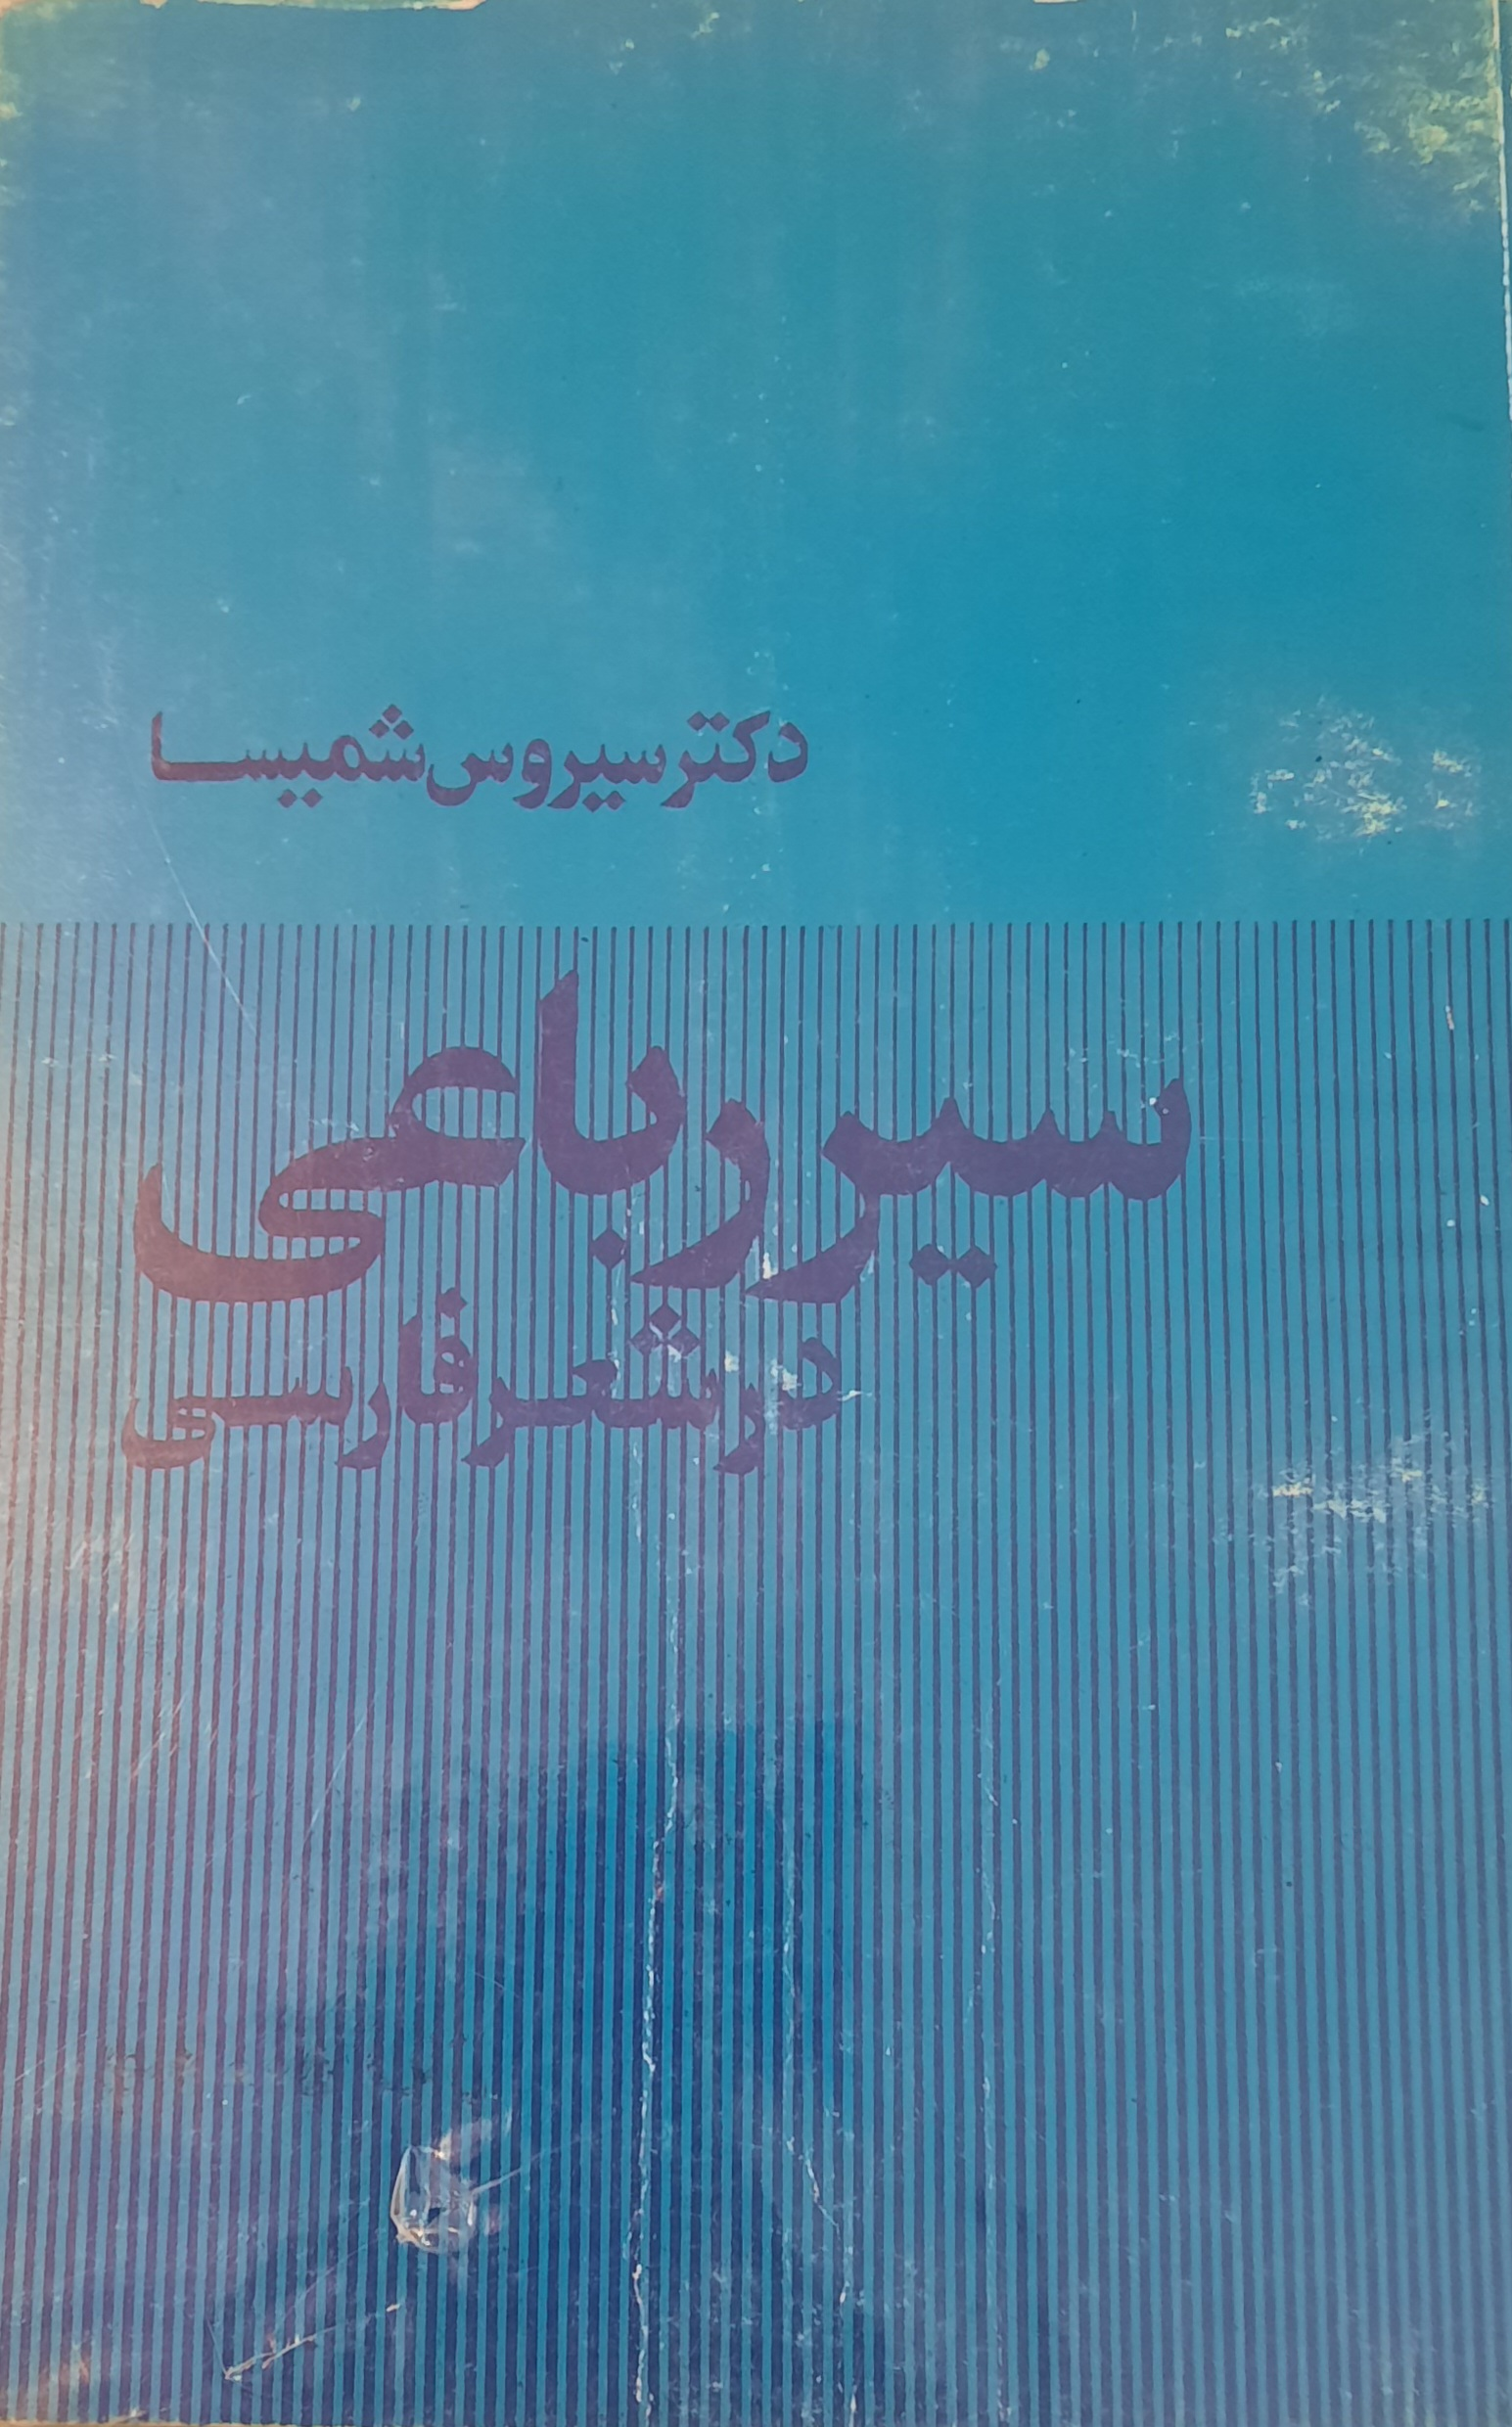 دکتر سیروس شمیسا
سیر رباعی
در شعر فارسی